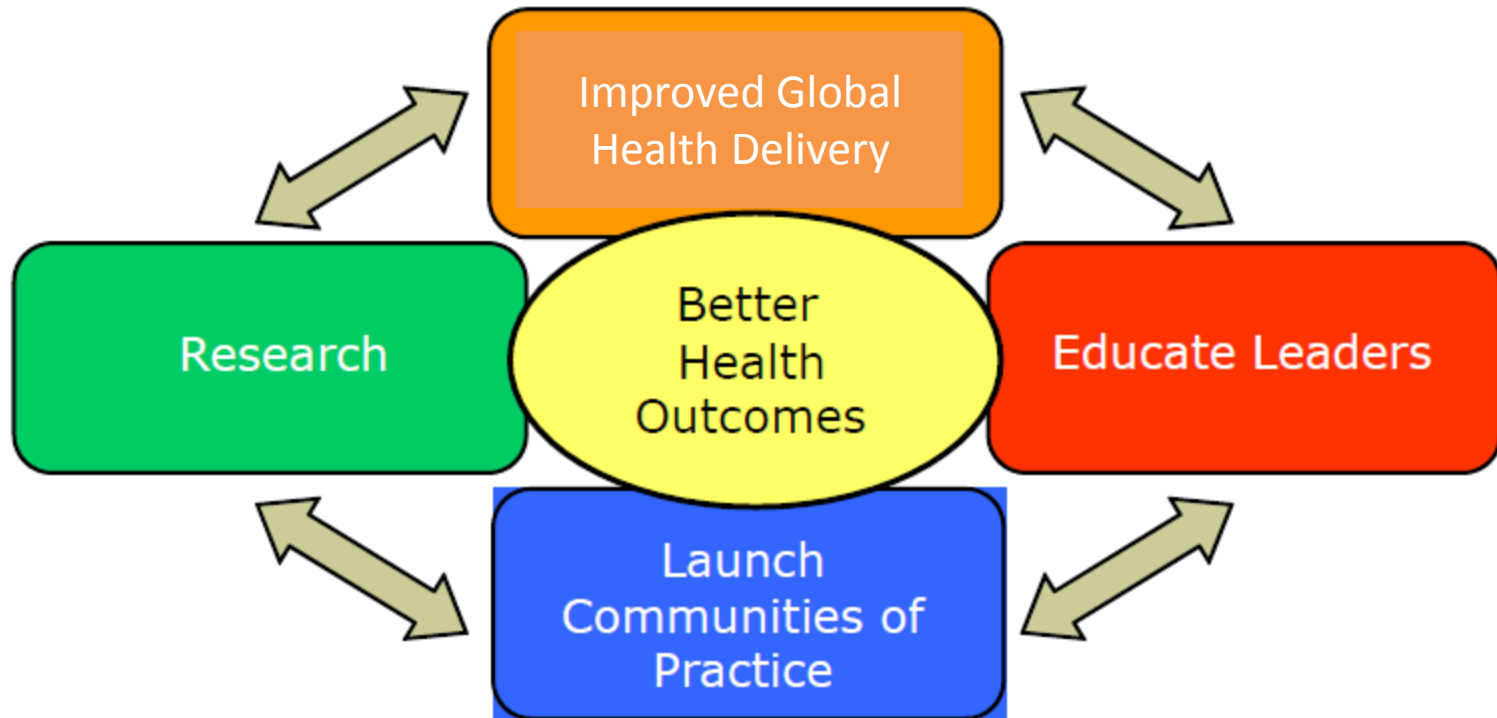 Improved Global
Health Delivery
Research
Better
Health
Outcomes
Educate Leaders
Launch
Communities of
Practice